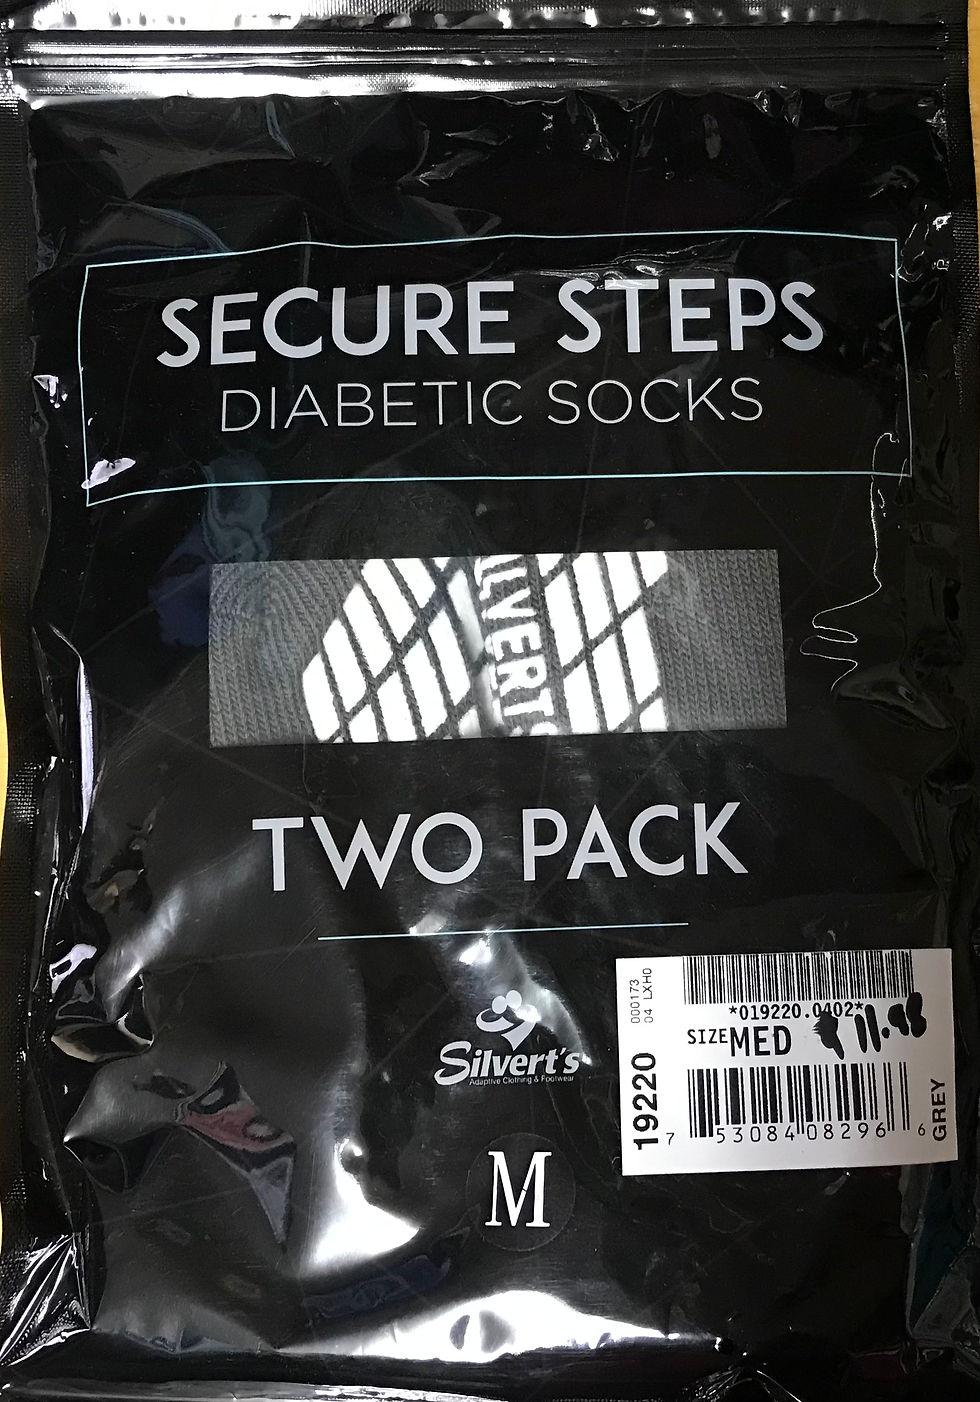 SECURE STEPS
DIABETIC SOCKS
ILVERT
TWO PACK
Silvert's
Adaptive Clothing & Footwear
M
000173
04 LXH0
19220
*019220.0402*
SIZE MED
11.98
7 53084 08296 6
GREY